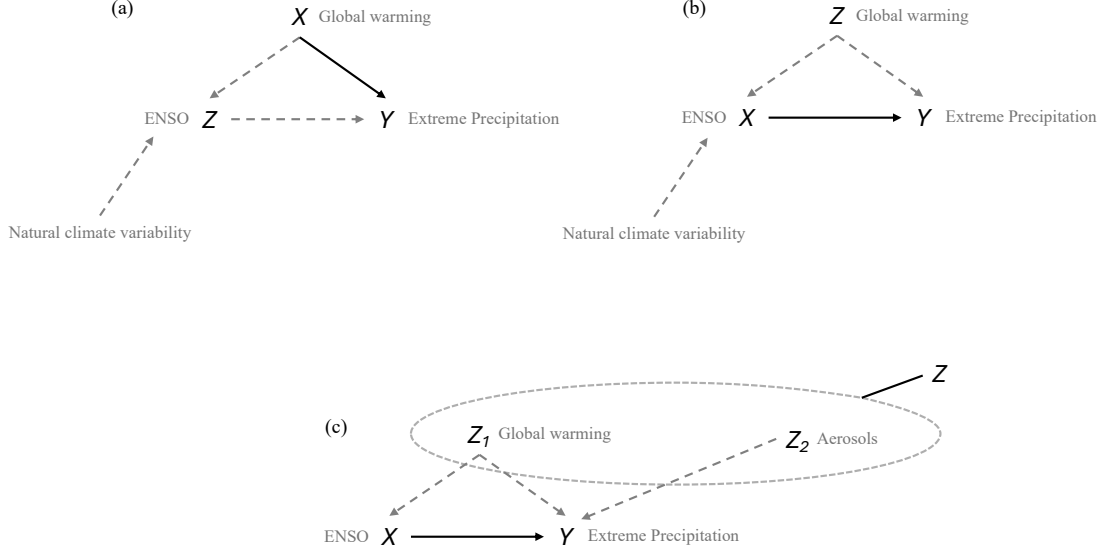 (a)
X Global warming
ENSO Z
Y Extreme Precipitation
Natural climate variability
(b)
Z Global warming
ENSO X
Y Extreme Precipitation
Natural climate variability
(c)
Z
Z1 Global warming
Z2 Aerosols
ENSO X
Y Extreme Precipitation